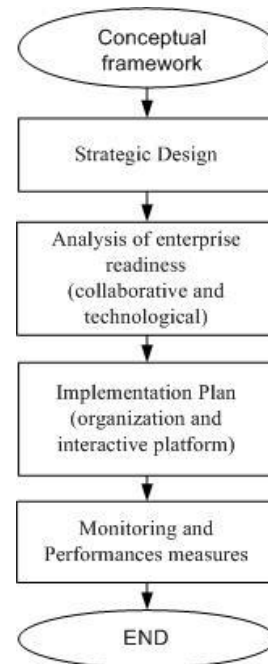 Conceptual
framework
Strategic Design
Analysis of enterprise
readiness
(collaborative and
technological)
Implementation Plan
(organization and
interactive platform)
Monitoring and
Performances measures
END